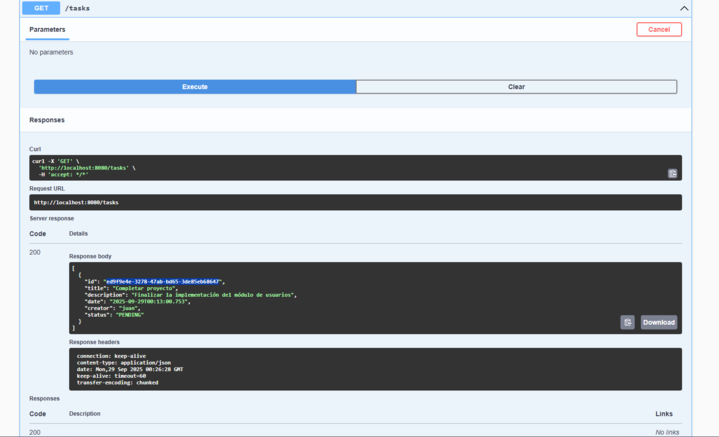 GET /tasks
Parameters
Cancel
No parameters
Execute
Clear
Responses
Curl
curl -X 'GET' \
'http://localhost:8080/tasks' \
-H 'accept: */*'
Request URL
http://localhost:8080/tasks
Server response
Code Details
200
Response body
[
{
"id": "ed9f9e4e-3270-47ab-bd65-3de85eb68647",
"title": "Completar proyecto",
"description": "Finalizar la implementación del módulo de usuarios",
"date": "2025-09-29T00:13:00.753",
"creator": "juan",
"status": "PENDING"
}
]
Download
Response headers
connection: keep-alive
content-type: application/json
date: Mon,29 Sep 2025 00:26:28 GMT
keep-alive: timeout=60
transfer-encoding: chunked
Responses
Code Description Links
200 No links